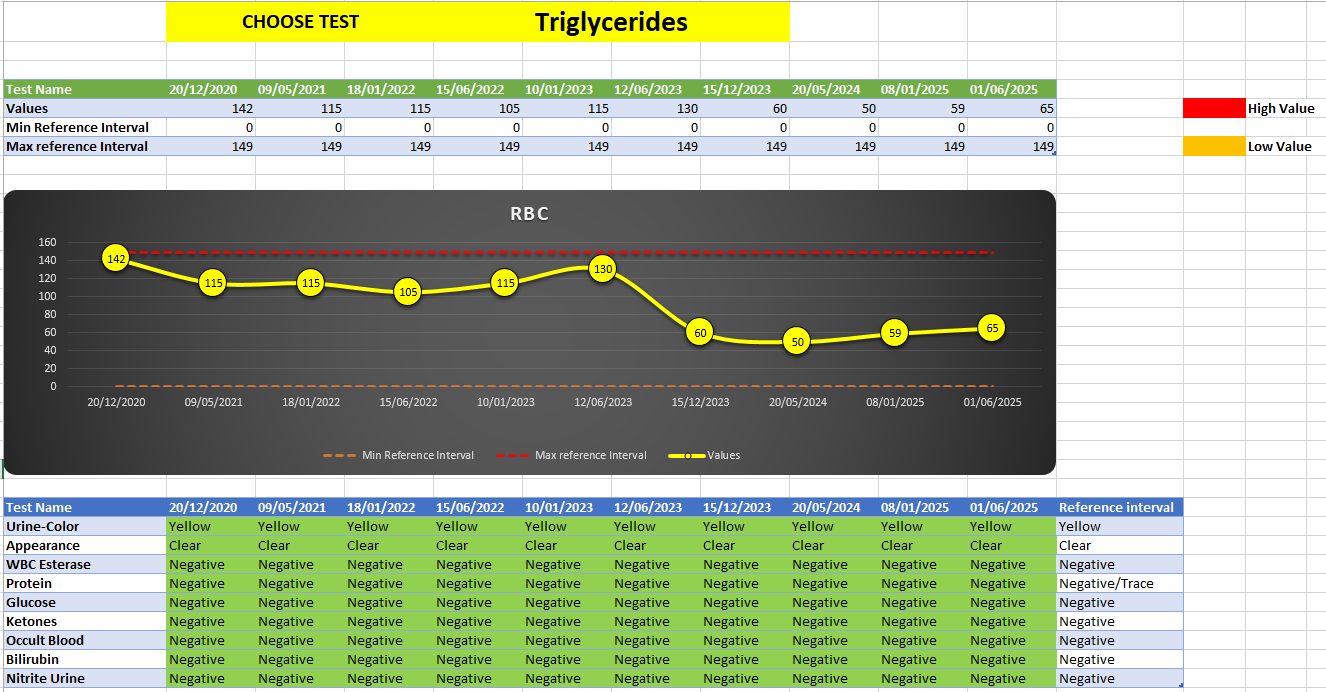 CHOOSE TEST Triglycerides
Test Name 20/12/2020 09/05/2021 18/01/2022 15/06/2022 10/01/2023 12/06/2023 15/12/2023 20/05/2024 08/01/2025 01/06/2025
Values 142 115 115 105 115 130 60 50 59 65 High Value
Min Reference Interval 0 0 0 0 0 0 0 0 0 0
Max reference Interval 149 149 149 149 149 149 149 149 149 149 Low Value
RBC
160
140
120
100
80
60
40
20
0
142 115 115 105 115 130 60 50 59 65
20/12/2020 09/05/2021 18/01/2022 15/06/2022 10/01/2023 12/06/2023 15/12/2023 20/05/2024 08/01/2025 01/06/2025
Min Reference Interval Max reference Interval Values
Test Name 20/12/2020 09/05/2021 18/01/2022 15/06/2022 10/01/2023 12/06/2023 15/12/2023 20/05/2024 08/01/2025 01/06/2025 Reference interval
Urine-Color Yellow Yellow Yellow Yellow Yellow Yellow Yellow Yellow Yellow Yellow Yellow
Appearance Clear Clear Clear Clear Clear Clear Clear Clear Clear Clear Clear
WBC Esterase Negative Negative Negative Negative Negative Negative Negative Negative Negative Negative Negative
Protein Negative Negative Negative Negative Negative Negative Negative Negative Negative Negative Negative/Trace
Glucose Negative Negative Negative Negative Negative Negative Negative Negative Negative Negative Negative
Ketones Negative Negative Negative Negative Negative Negative Negative Negative Negative Negative Negative
Occult Blood Negative Negative Negative Negative Negative Negative Negative Negative Negative Negative Negative
Bilirubin Negative Negative Negative Negative Negative Negative Negative Negative Negative Negative Negative
Nitrite Urine Negative Negative Negative Negative Negative Negative Negative Negative Negative Negative Negative